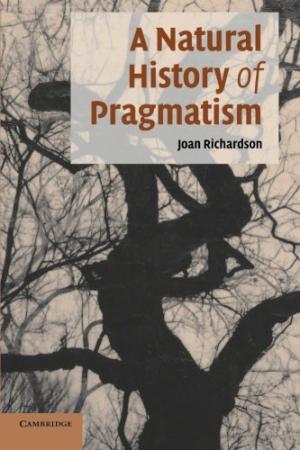 A Natural
History of
Pragmatism
Joan Richardson
CAMBRIDGE